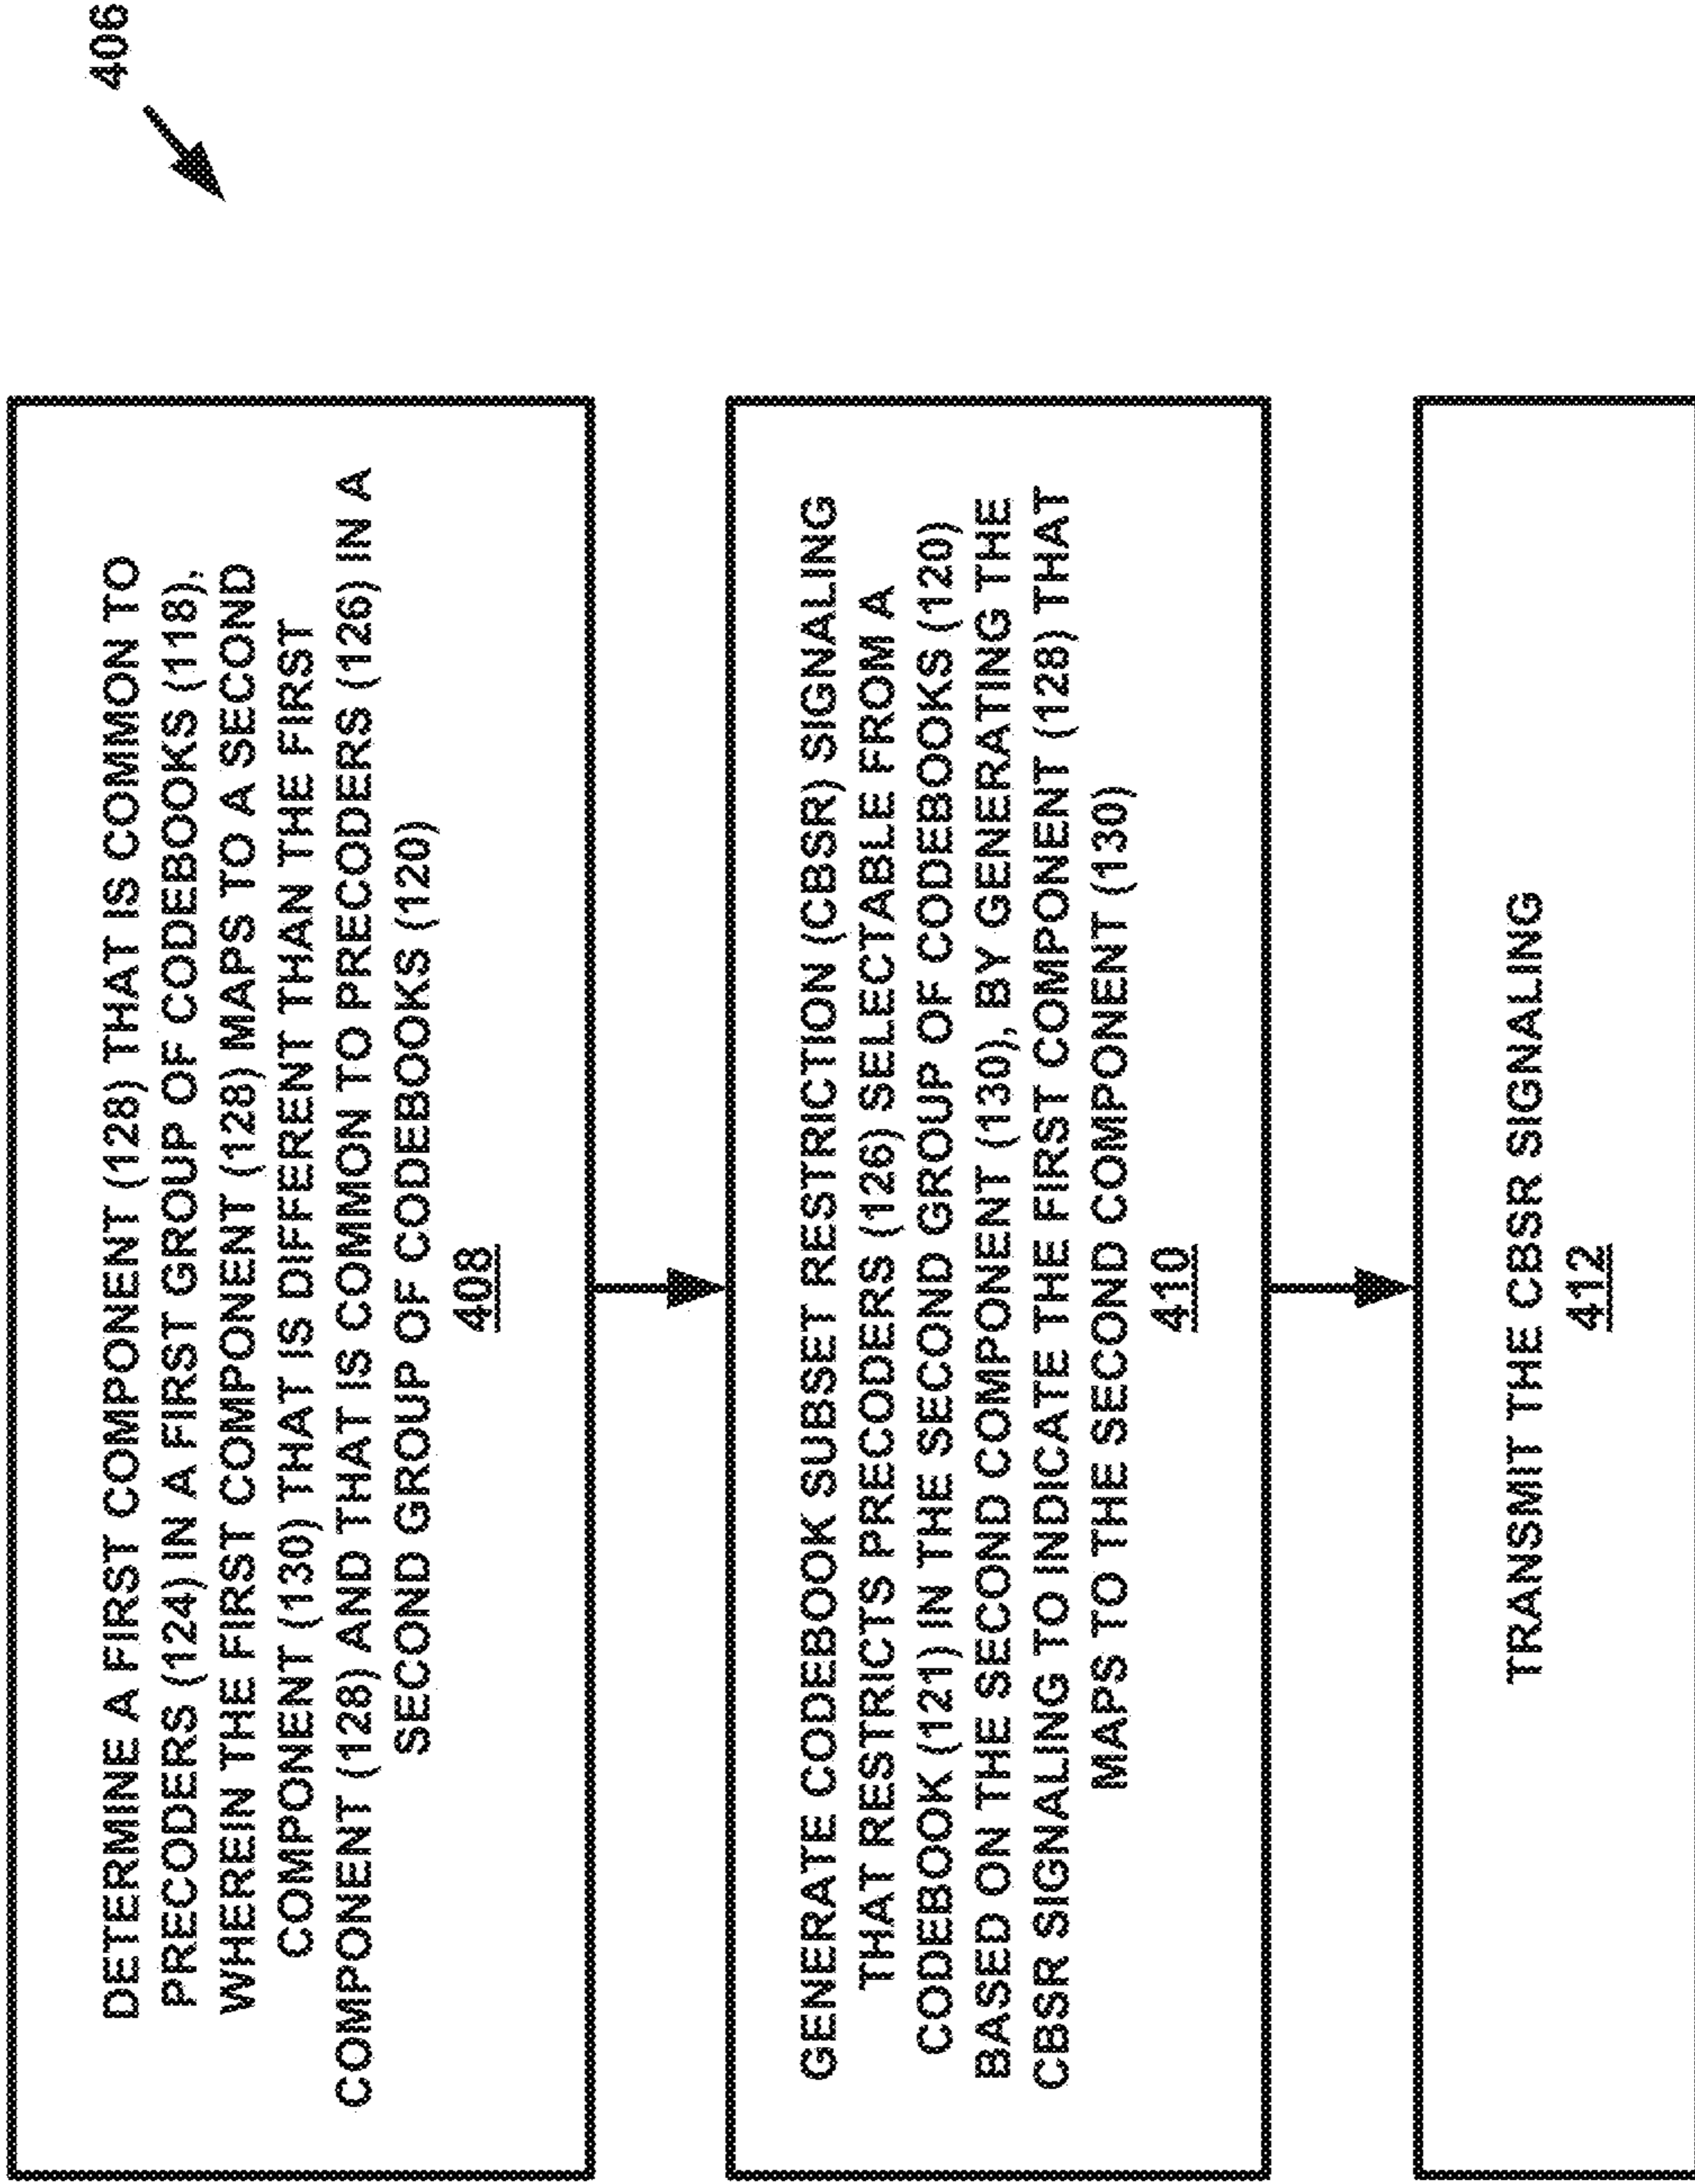 406
DETERMINE A FIRST COMPONENT (128) THAT IS COMMON TO
PRECODERS (124) IN A FIRST GROUP OF CODEBOOKS (118),
WHEREIN THE FIRST COMPONENT (128) MAPS TO A SECOND
COMPONENT (130) THAT IS DIFFERENT THAN THE FIRST
COMPONENT (128) AND THAT IS COMMON TO PRECODERS (126) IN A
SECOND GROUP OF CODEBOOKS (120)
408
GENERATE CODEBOOK SUBSET RESTRICTION (CBSR) SIGNALING
THAT RESTRICTS PRECODERS (126) SELECTABLE FROM A
CODEBOOK (121) IN THE SECOND GROUP OF CODEBOOKS (120)
BASED ON THE SECOND COMPONENT (130), BY GENERATING THE
CBSR SIGNALING TO INDICATE THE FIRST COMPONENT (128) THAT
MAPS TO THE SECOND COMPONENT (130)
410
TRANSMIT THE CBSR SIGNALING
412